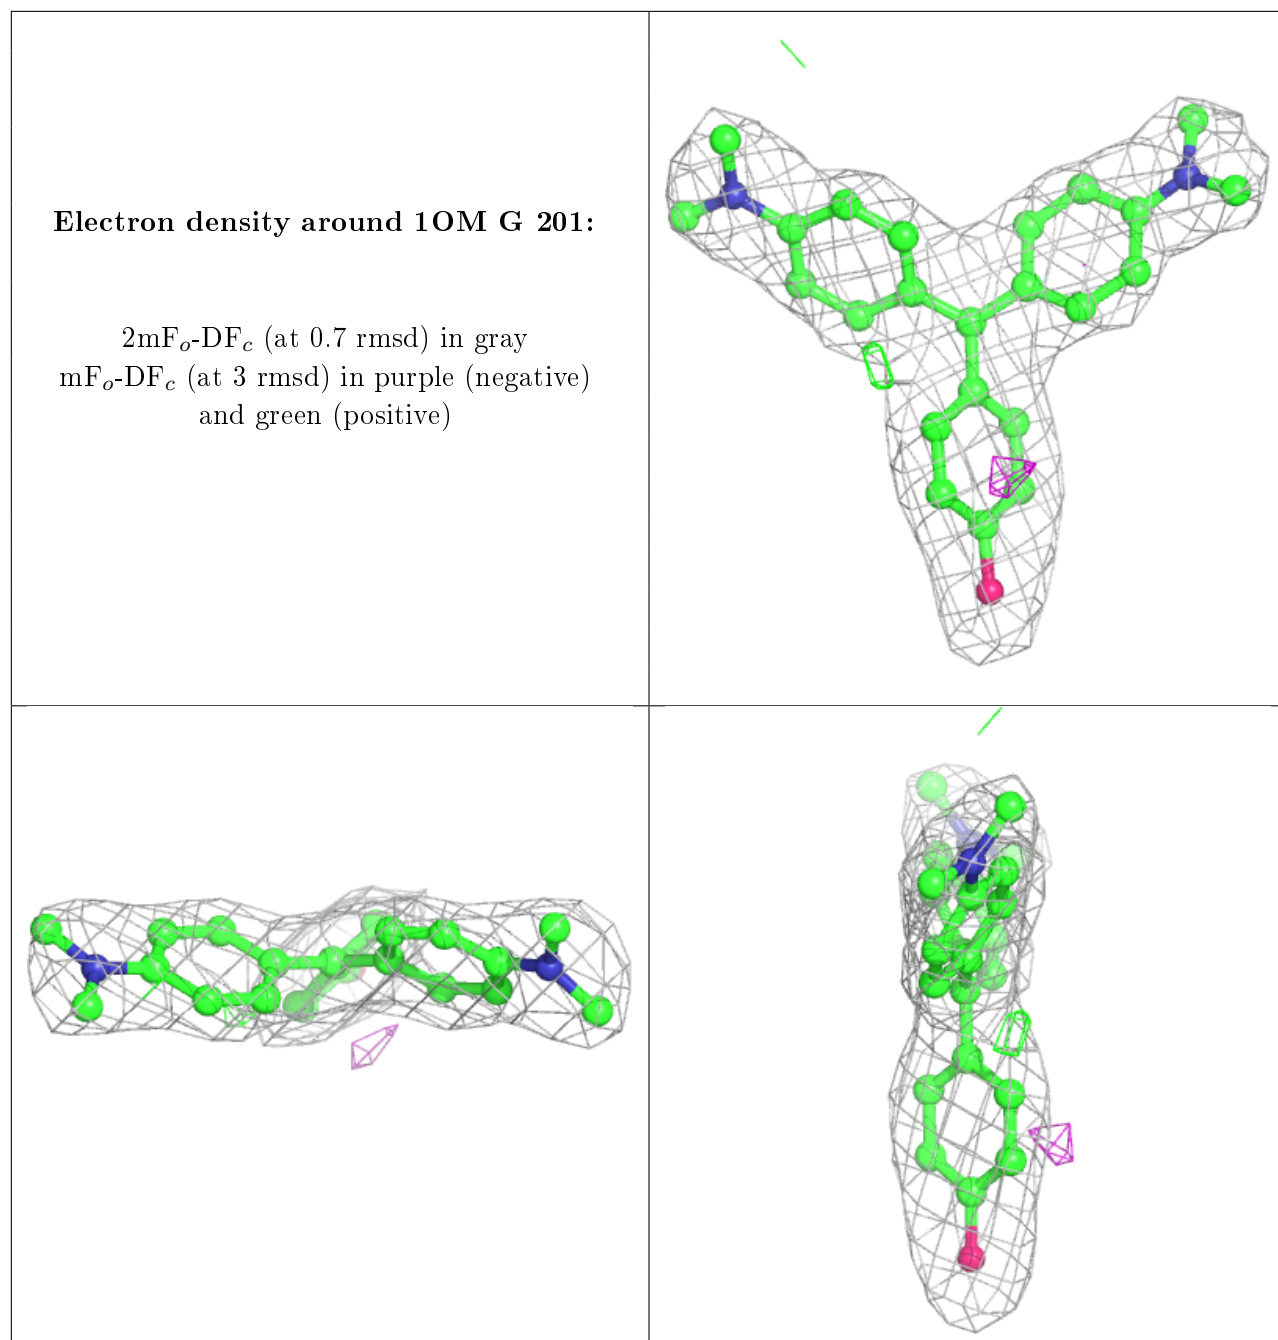 Electron density around 1OM G 201:
2mFo-DFc (at 0.7 rmsd) in gray
mFo-DFc (at 3 rmsd) in purple (negative)
and green (positive)